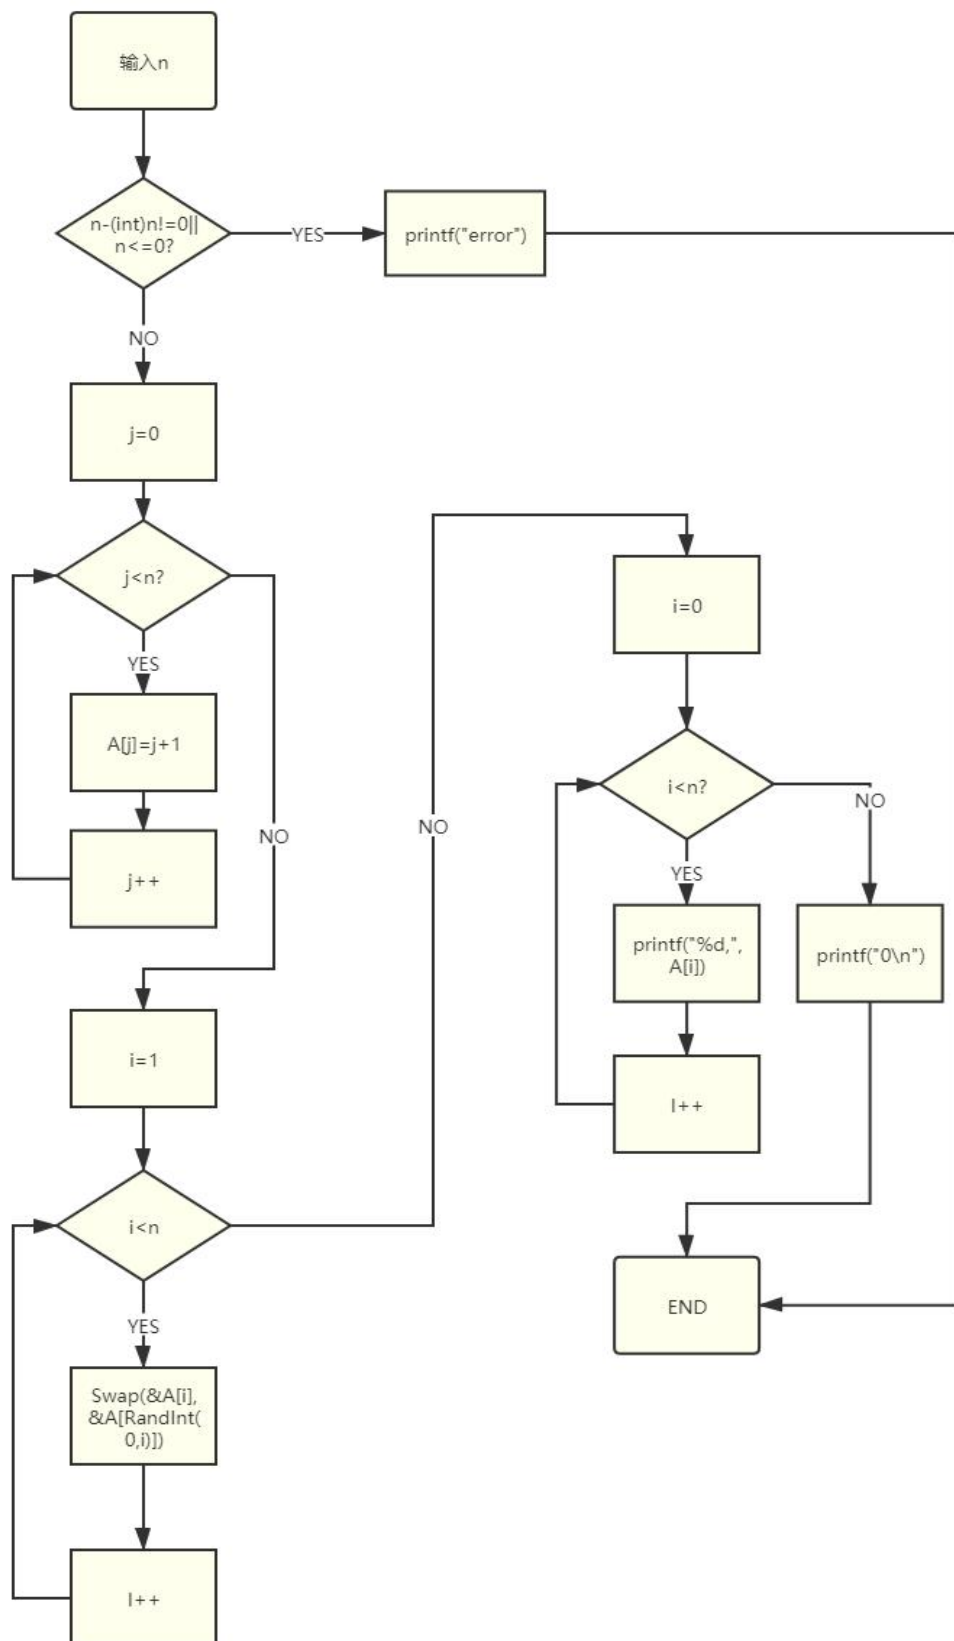 输入n
n-(int)n!=0||
n<=0?
YES
printf("error")
NO
j=0
j<n?
YES
A[j]=j+1
j++
NO
i=1
i<n
YES
Swap(&A[i],
&A[RandInt(
0,i)])
I++
NO
i=0
i<n?
YES
printf("%d,",
A[i])
I++
NO
printf("0\n")
END